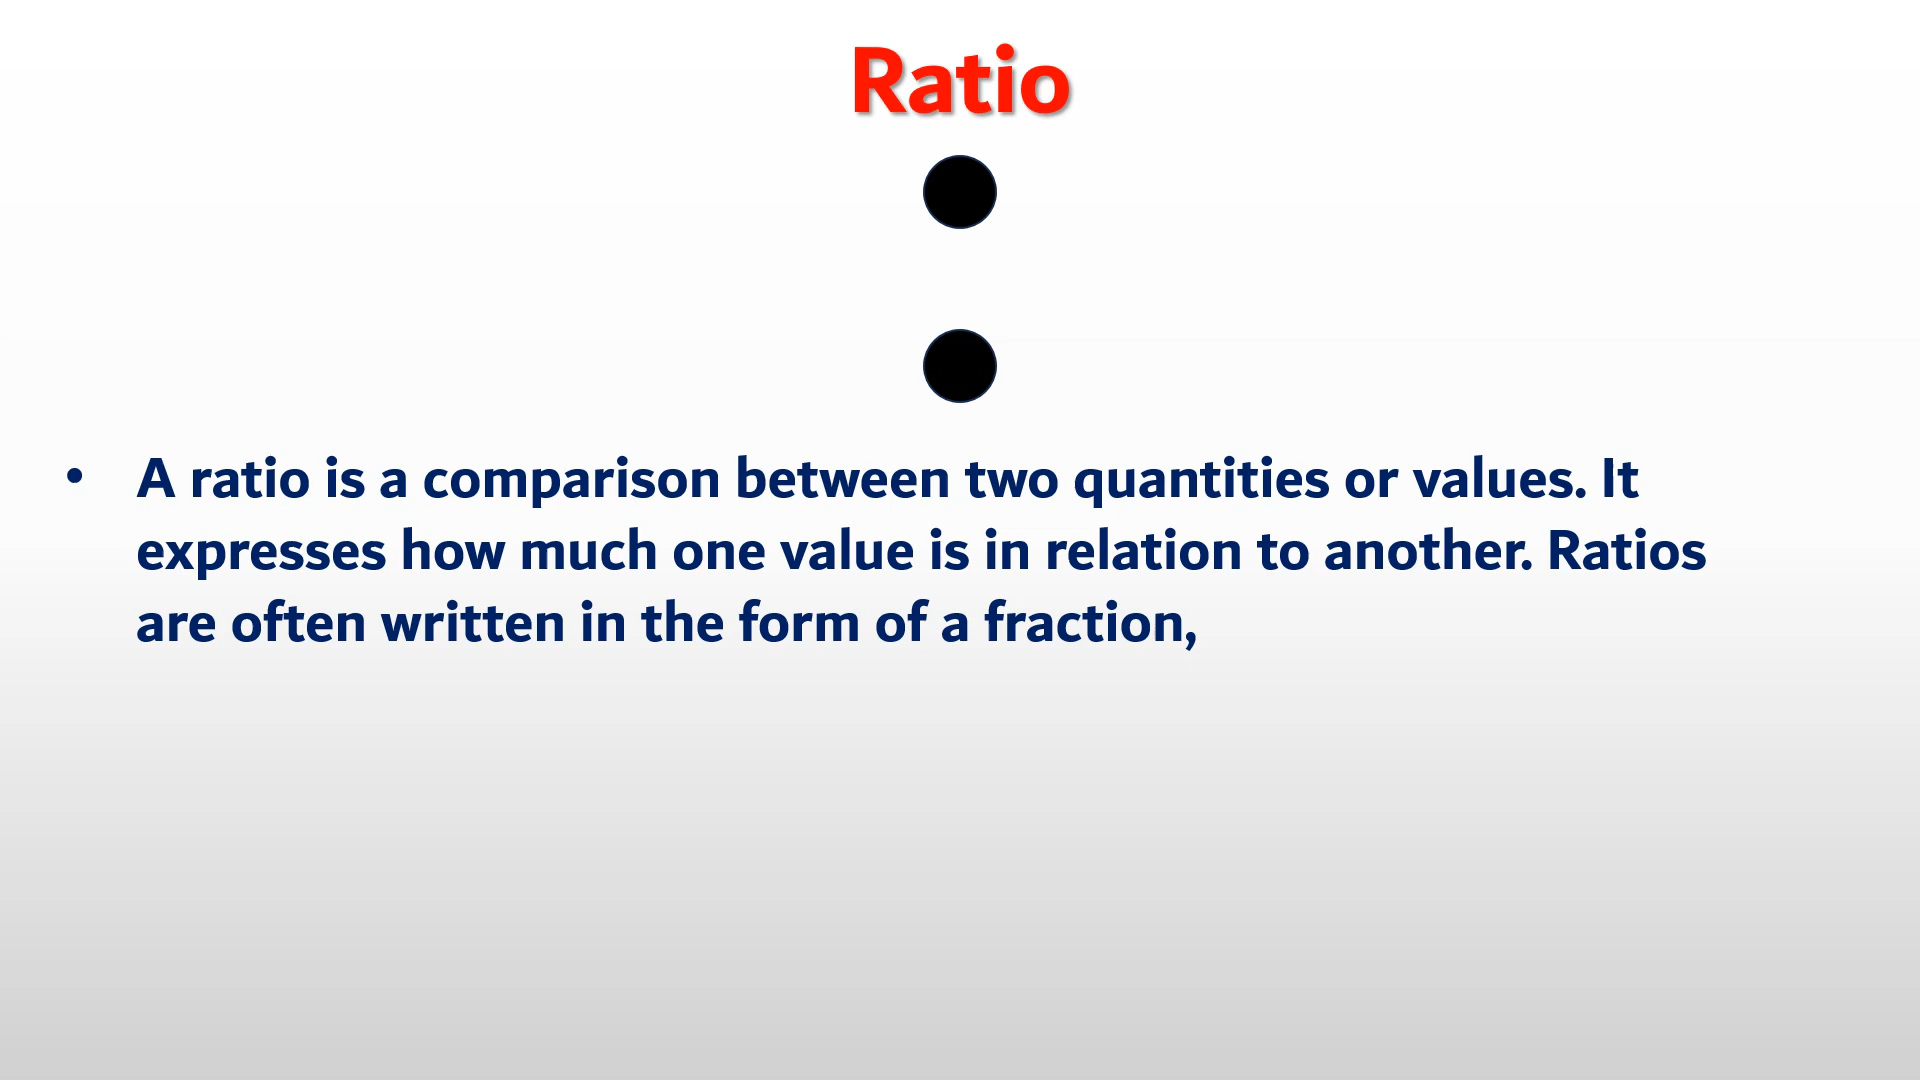 Ratio
• A ratio is a comparison between two quantities or values. It
expresses how much one value is in relation to another. Ratios
are often written in the form of a fraction,